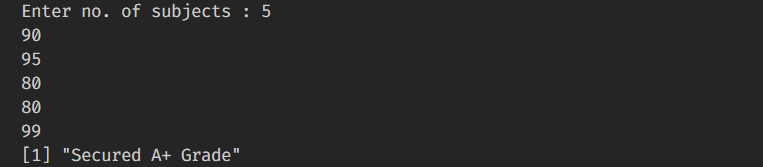 Enter no. of subjects : 5
90
95
80
80
99
[1] "Secured A+ Grade"